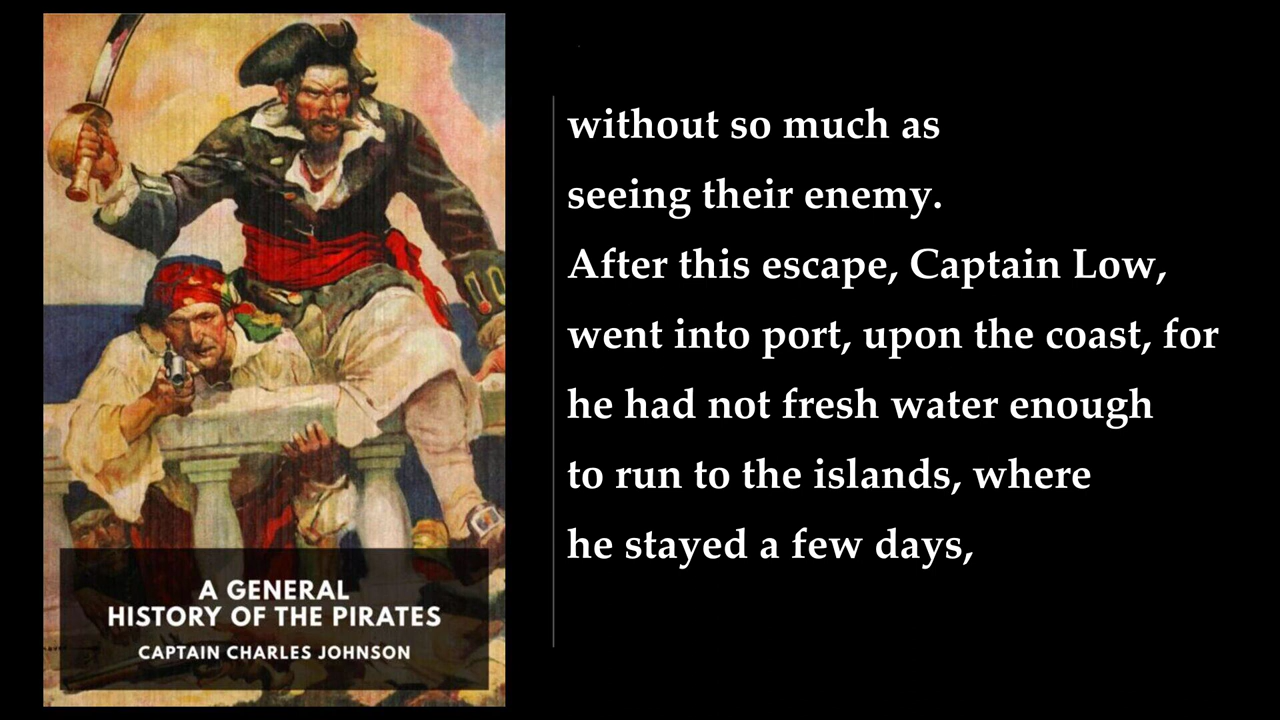 A GENERAL
HISTORY OF THE PIRATES
CAPTAIN CHARLES JOHNSON
without so much as
seeing their enemy.
After this escape, Captain Low,
went into port, upon the coast, for
he had not fresh water enough
to run to the islands, where
he stayed a few days,